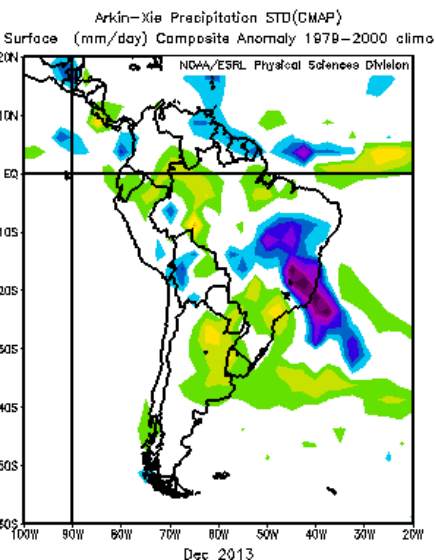 Arkin-Xie Precipitation STD(CMAP)
Surface (mm/day) Composite Anomaly 1979-2000 climo
NOAA/ESRL Physical Sciences Division
20N
10N
EQ
10S
20S
30S
40S
50S
60S
100W 90W 80W 70W 60W 50W 40W 30W 20W
Dec 2013